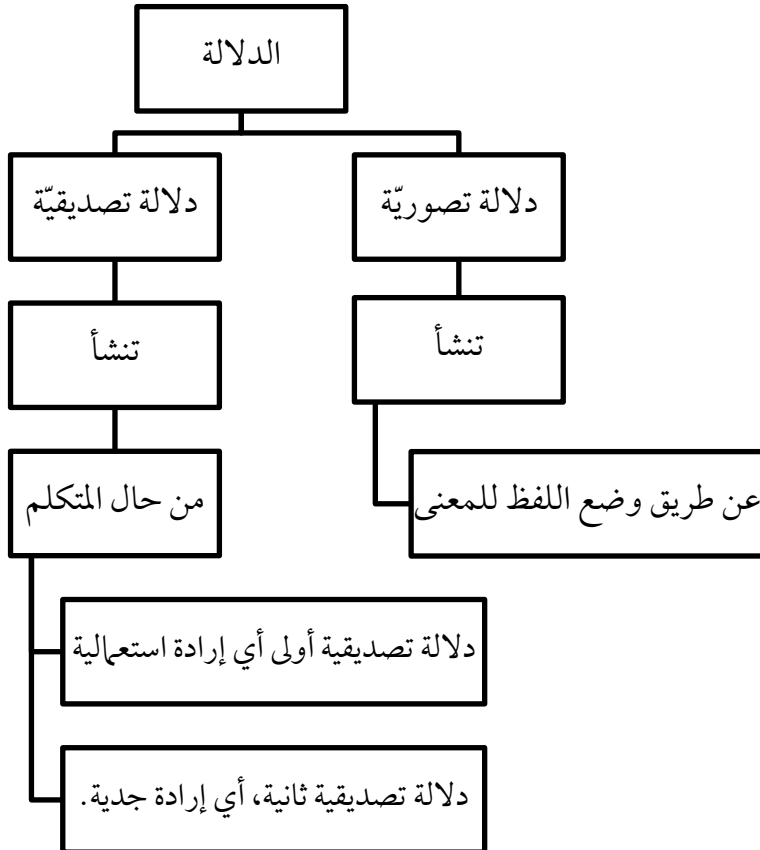 الدلالة
دلالة تصوريّة
دلالة تصديقيّة
تنشأ
تنشأ
عن طريق وضع اللفظ للمعنى
من حال المتكلم
دلالة تصديقية أولى أي إرادة استعمالية
دلالة تصديقية ثانية، أي إرادة جدية.